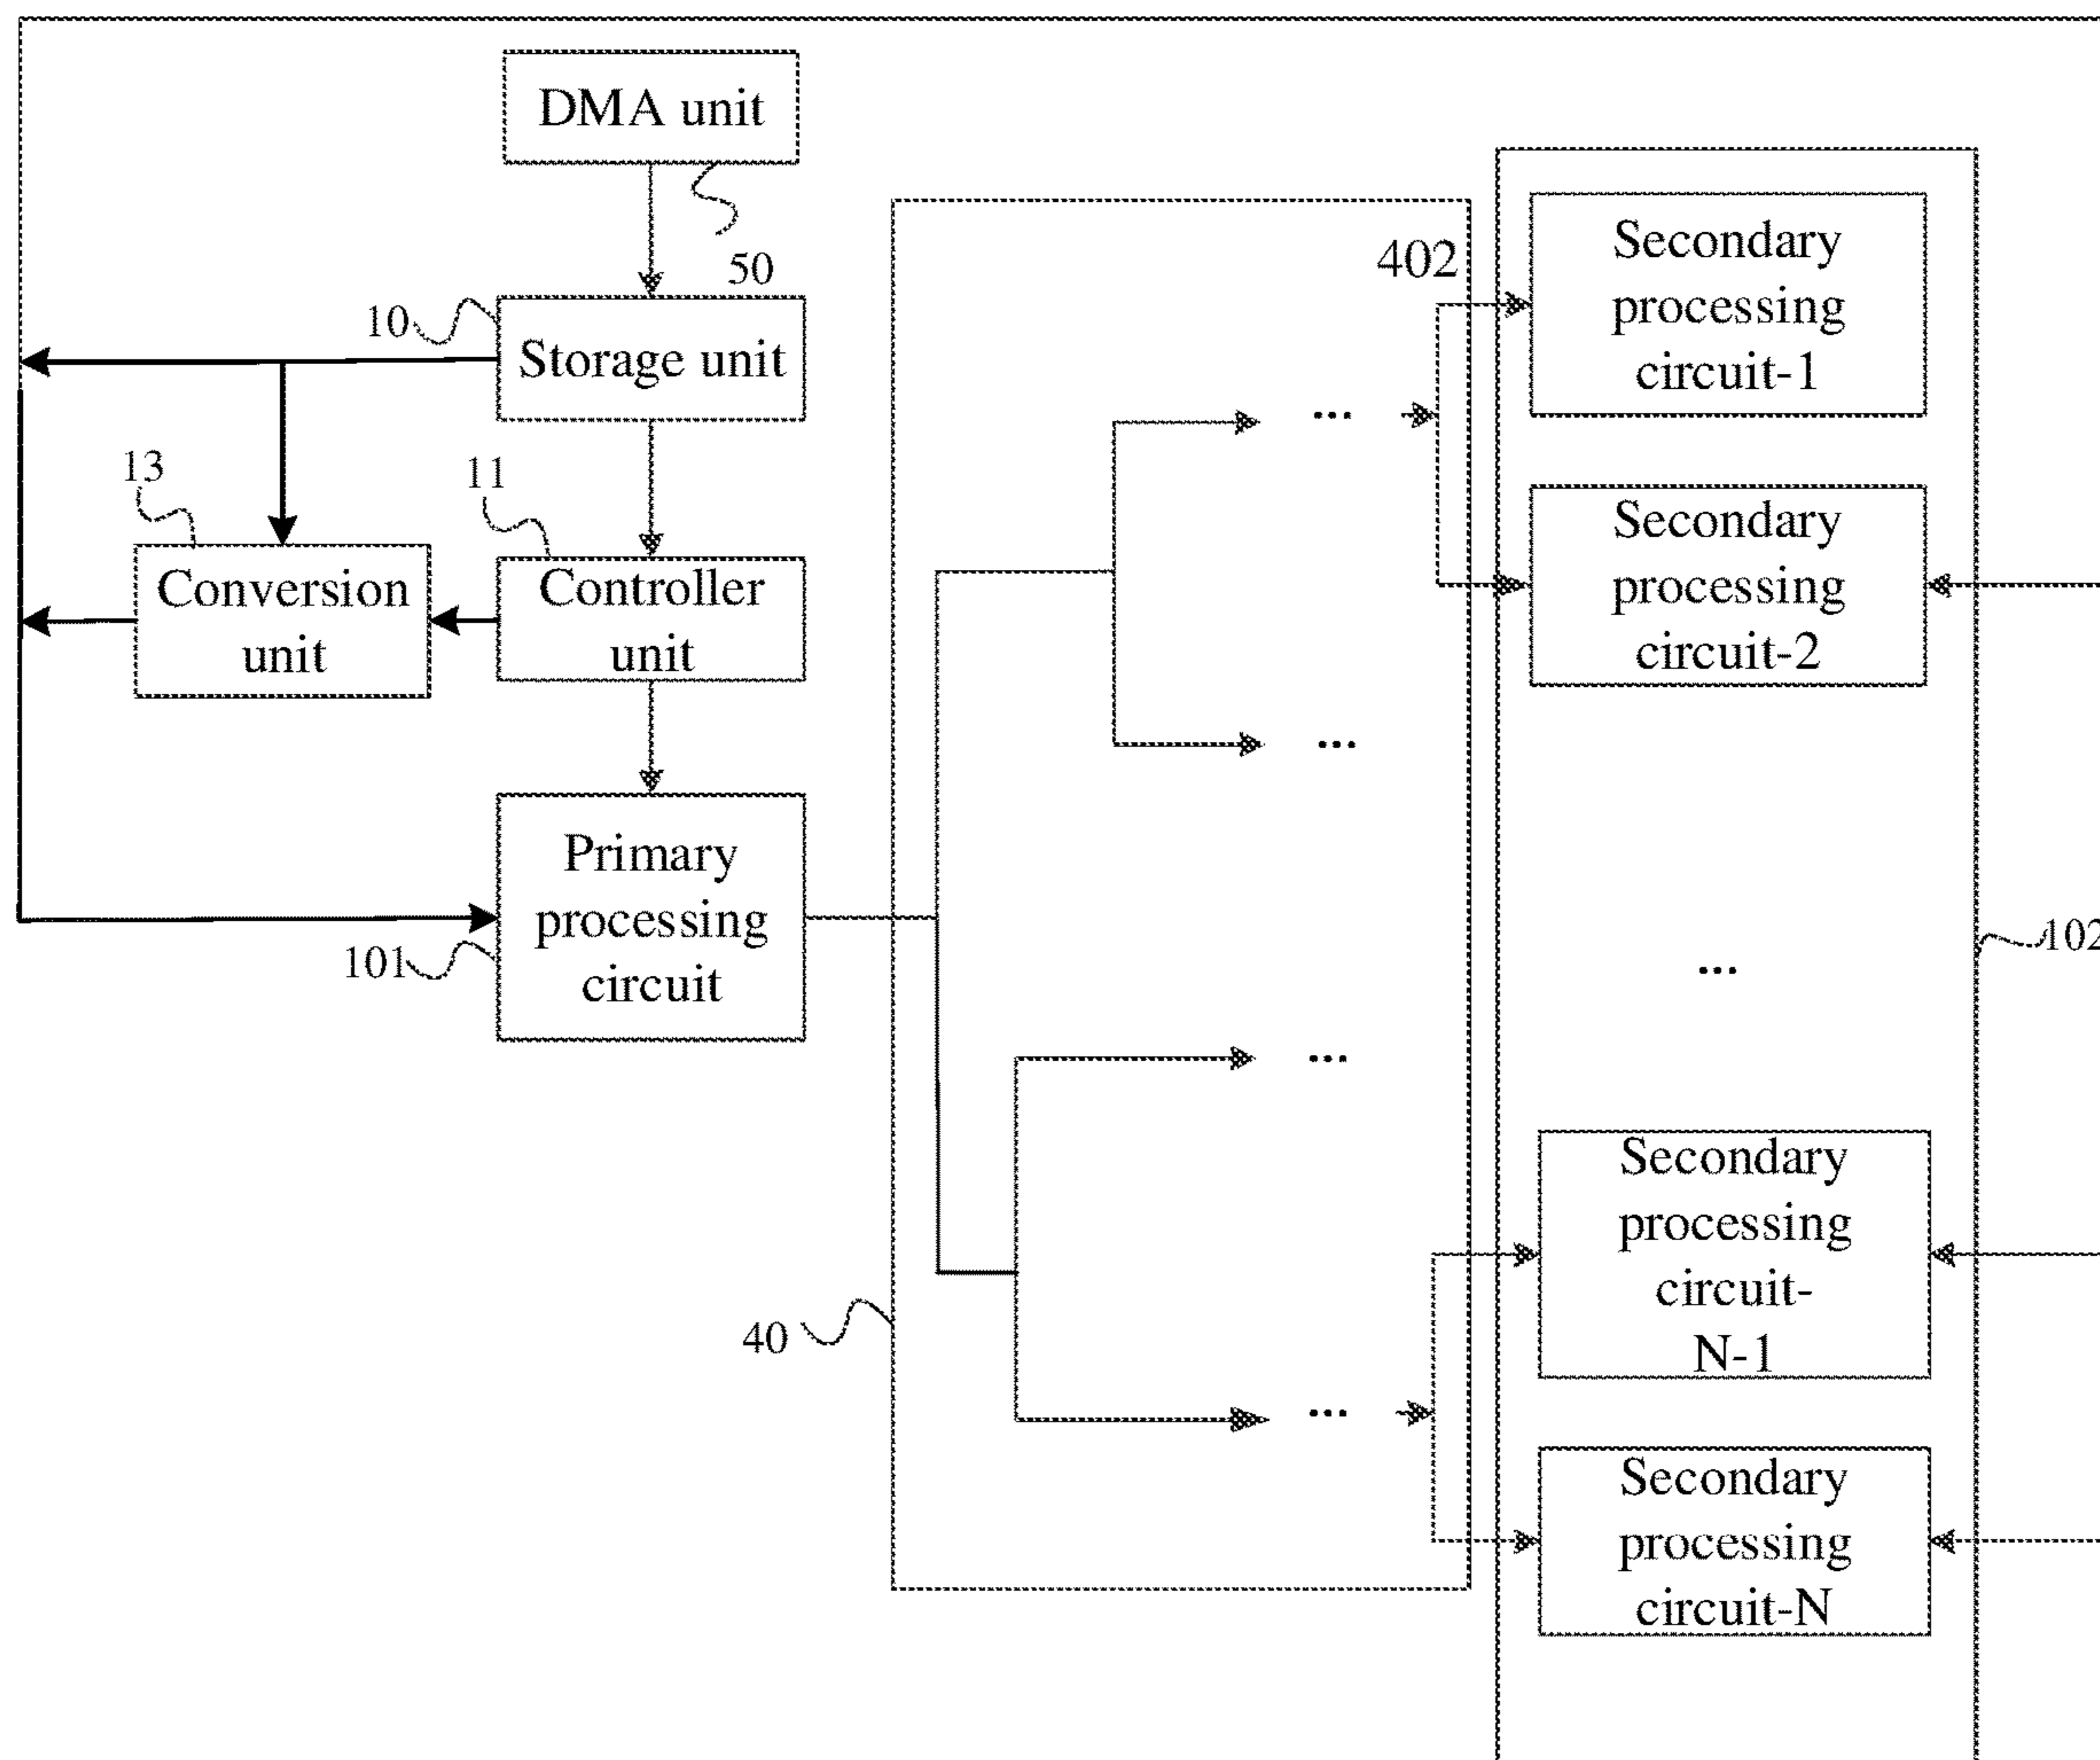 DMA unit
50
10
Storage unit
13
11
Conversion
unit
Controller
unit
Primary
processing
circuit
101
40
402
...
...
...
...
Secondary
processing
circuit-1
Secondary
processing
circuit-2
...
102
Secondary
processing
circuit-
N-1
Secondary
processing
circuit-N